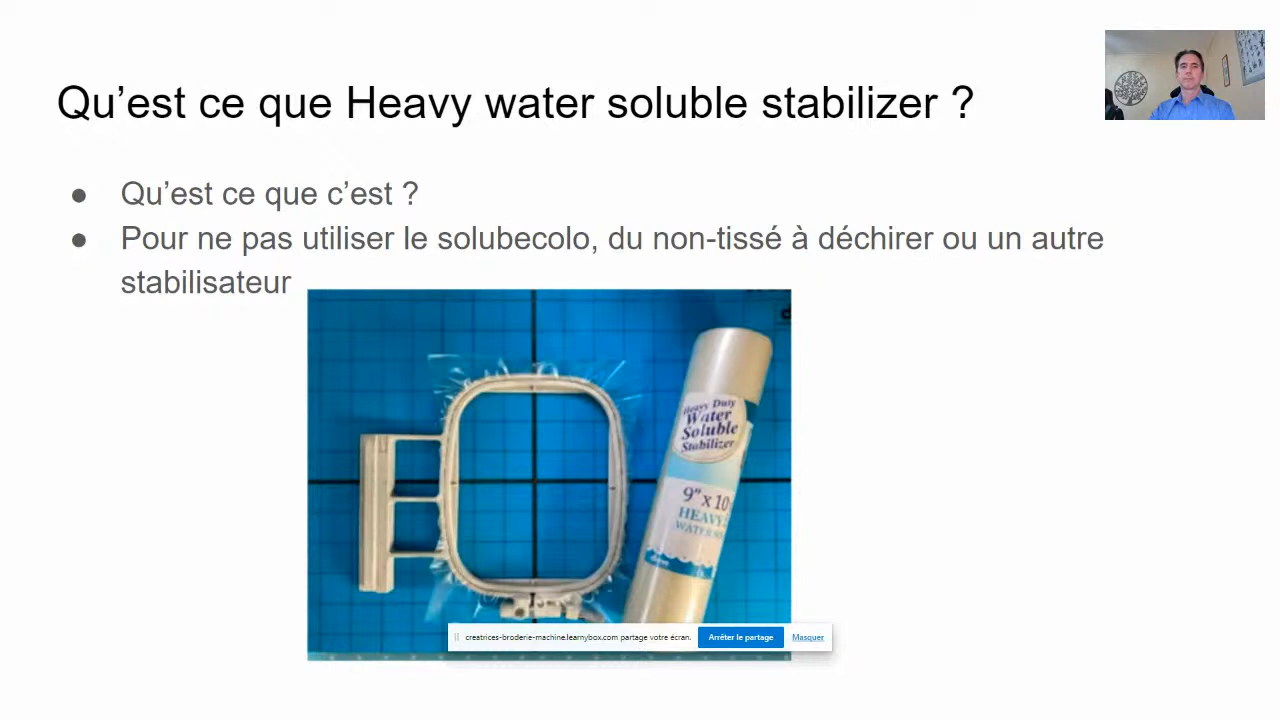 Qu’est ce que Heavy water soluble stabilizer ?
● Qu’est ce que c’est ?
● Pour ne pas utiliser le solubecolo, du non-tissé à déchirer ou un autre
stabilisateur
Heavy Duty
Water
Soluble
Stabilizer
9” x 10
HEAVY
WATER
creatrices-broderie-machine.learnybox.com partage votre écran.
Arrêter le partage
Masquer